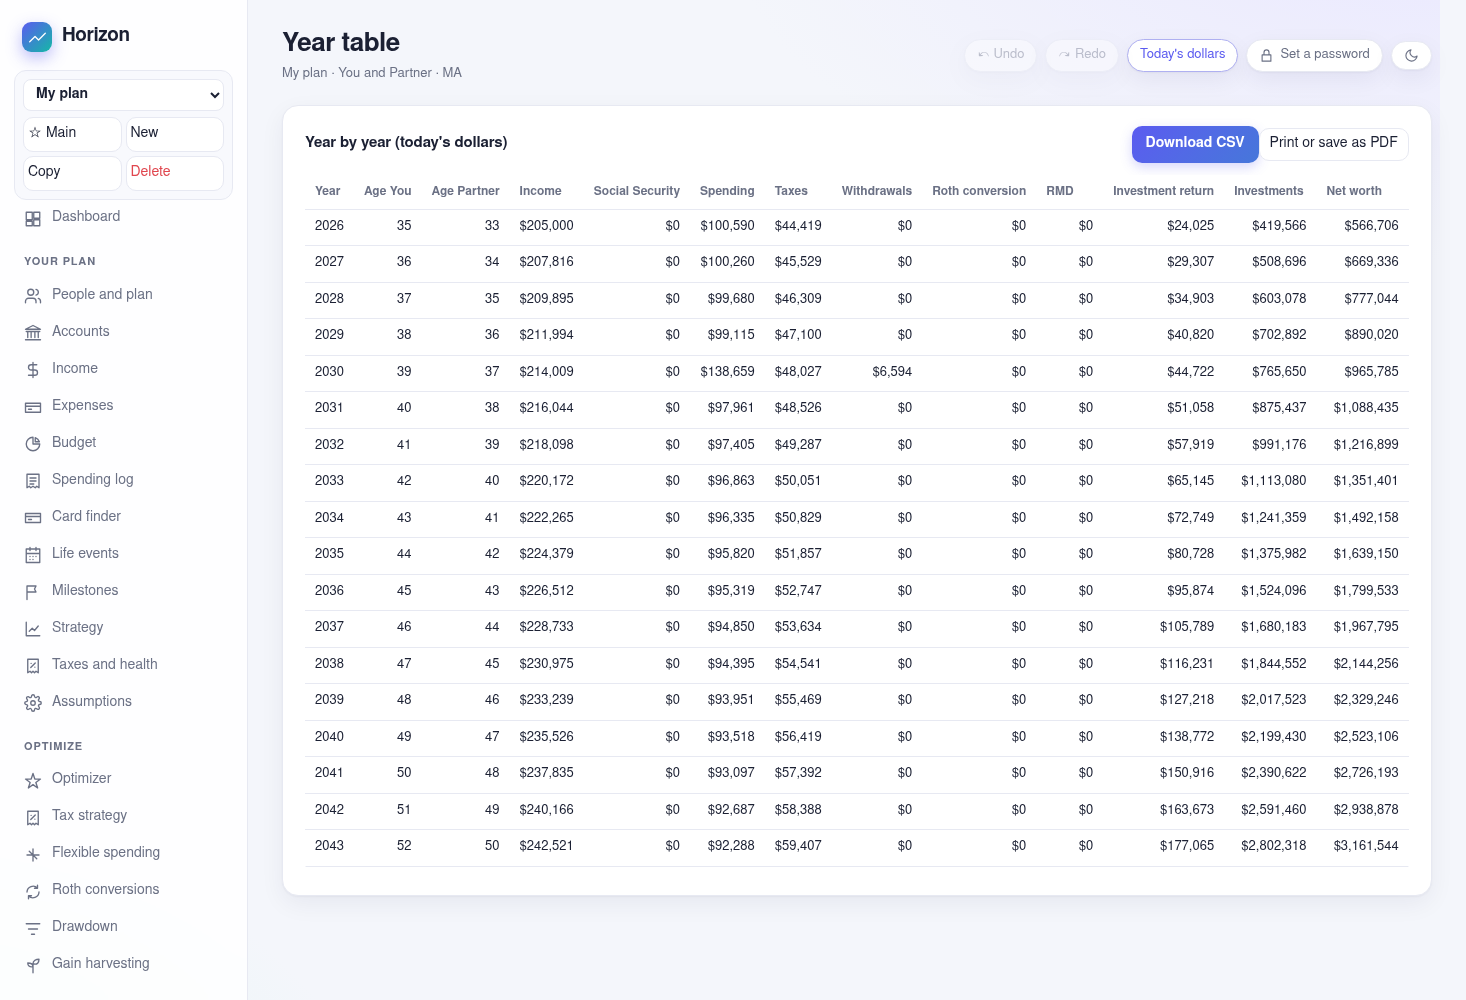 Horizon
My plan
☆ Main
New
Copy
Delete
Dashboard
YOUR PLAN
People and plan
Accounts
Income
Expenses
Budget
Spending log
Card finder
Life events
Milestones
Strategy
Taxes and health
Assumptions
OPTIMIZE
Optimizer
Tax strategy
Flexible spending
Roth conversions
Drawdown
Gain harvesting
Year table
My plan · You and Partner · MA
Undo
Redo
Today's dollars
Set a password
Year by year (today's dollars)
Download CSV
Print or save as PDF
Year Age You Age Partner Income Social Security Spending Taxes Withdrawals Roth conversion RMD Investment return Investments Net worth
2026 35 33 $205,000 $0 $100,590 $44,419 $0 $0 $0 $24,025 $419,566 $566,706
2027 36 34 $207,816 $0 $100,260 $45,529 $0 $0 $0 $29,307 $508,696 $669,336
2028 37 35 $209,895 $0 $99,680 $46,309 $0 $0 $0 $34,903 $603,078 $777,044
2029 38 36 $211,994 $0 $99,115 $47,100 $0 $0 $0 $40,820 $702,892 $890,020
2030 39 37 $214,009 $0 $138,659 $48,027 $6,594 $0 $0 $44,722 $765,650 $965,785
2031 40 38 $216,044 $0 $97,961 $48,526 $0 $0 $0 $51,058 $875,437 $1,088,435
2032 41 39 $218,098 $0 $97,405 $49,287 $0 $0 $0 $57,919 $991,176 $1,216,899
2033 42 40 $220,172 $0 $96,863 $50,051 $0 $0 $0 $65,145 $1,113,080 $1,351,401
2034 43 41 $222,265 $0 $96,335 $50,829 $0 $0 $0 $72,749 $1,241,359 $1,492,158
2035 44 42 $224,379 $0 $95,820 $51,857 $0 $0 $0 $80,728 $1,375,982 $1,639,150
2036 45 43 $226,512 $0 $95,319 $52,747 $0 $0 $0 $95,874 $1,524,096 $1,799,533
2037 46 44 $228,733 $0 $94,850 $53,634 $0 $0 $0 $105,789 $1,680,183 $1,967,795
2038 47 45 $230,975 $0 $94,395 $54,541 $0 $0 $0 $116,231 $1,844,552 $2,144,256
2039 48 46 $233,239 $0 $93,951 $55,469 $0 $0 $0 $127,218 $2,017,523 $2,329,246
2040 49 47 $235,526 $0 $93,518 $56,419 $0 $0 $0 $138,772 $2,199,430 $2,523,106
2041 50 48 $237,835 $0 $93,097 $57,392 $0 $0 $0 $150,916 $2,390,622 $2,726,193
2042 51 49 $240,166 $0 $92,687 $58,388 $0 $0 $0 $163,673 $2,591,460 $2,938,878
2043 52 50 $242,521 $0 $92,288 $59,407 $0 $0 $0 $177,065 $2,802,318 $3,161,544